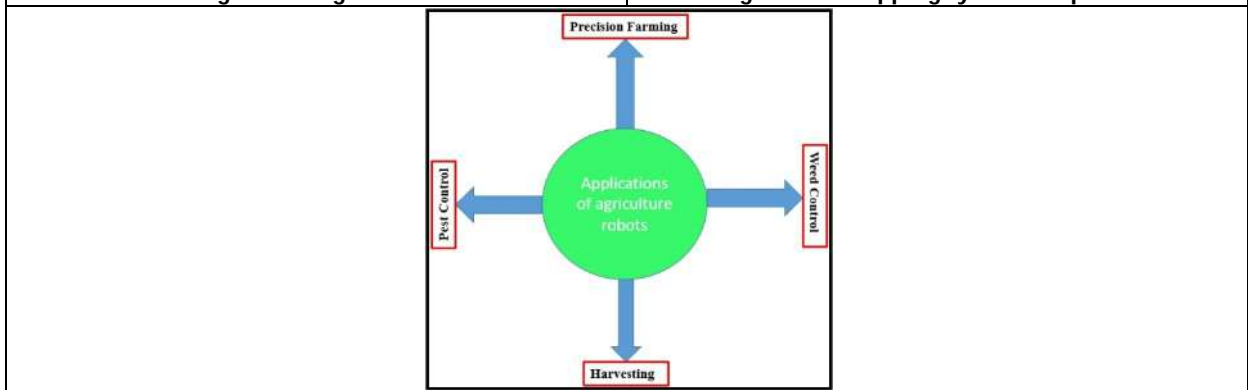 Precision Farming
Pest Control
Applications
of agriculture
robots
Weed Control
Harvesting